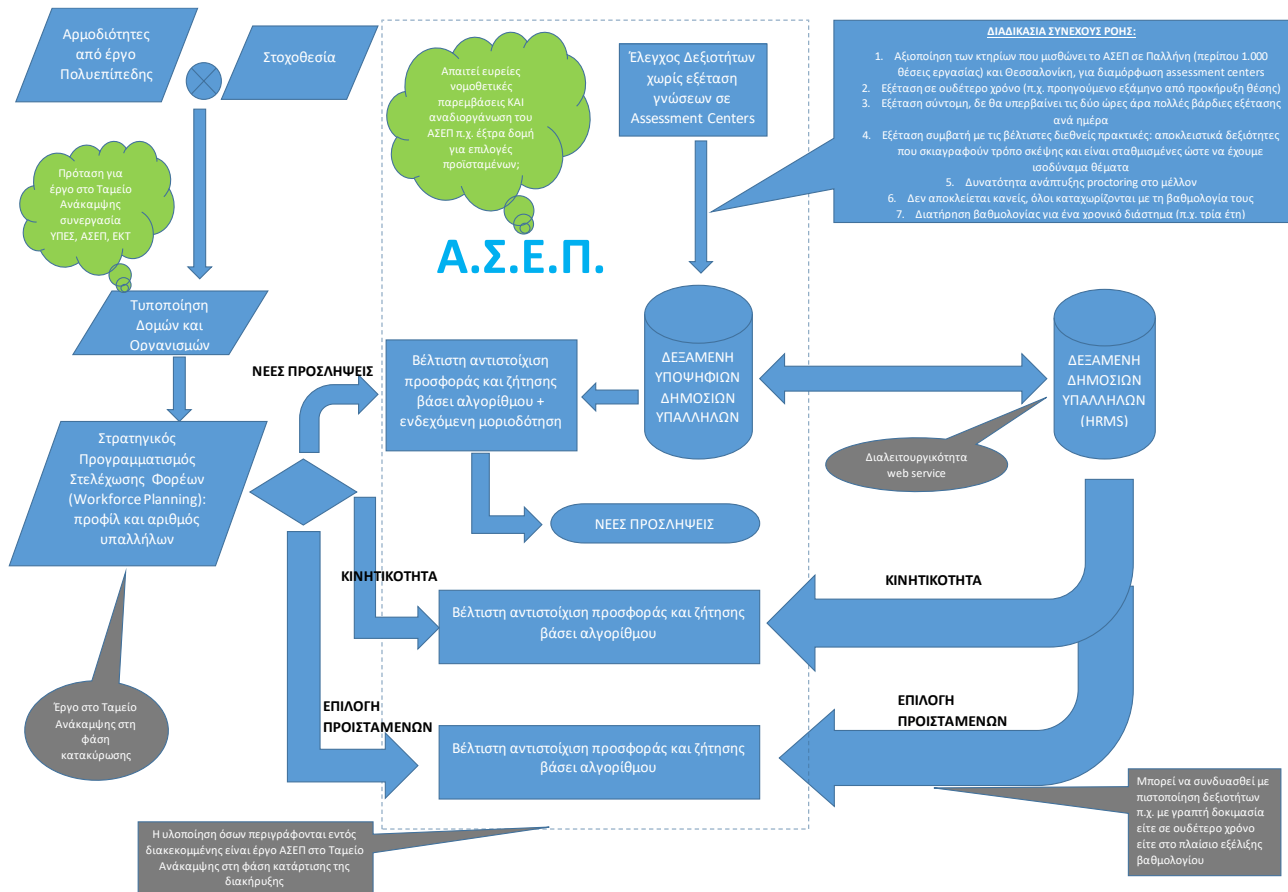 Αρμοδιότητες
από έργο
Πολυεπίπεδης
Στοχοθεσία
Απαιτεί ευρείες
νομοθετικές
παρεμβάσεις ΚΑΙ
αναδιοργάνωση του
ΑΣΕΠ π.χ. έξτρα δομή
για επιλογές
προϊσταμένων;
Έλεγχος Δεξιοτήτων
χωρίς εξέταση
γνώσεων σε
Assessment Centers
ΔΙΑΔΙΚΑΣΙΑ ΣΥΝΕΧΟΥΣ ΡΟΗΣ:
1. Αξιοποίηση των κτηρίων που μισθώνει το ΑΣΕΠ σε Παλλήνη (περίπου 1.000
θέσεις εργασίας) και Θεσσαλονίκη, για διαμόρφωση assessment centers
2. Εξέταση σε ουδέτερο χρόνο (π.χ. προηγούμενο εξάμηνο από προκήρυξη θέσης)
3. Εξέταση σύντομη, δε θα υπερβαίνει τις δύο ώρες άρα πολλές βάρδιες εξέτασης
ανά ημέρα
4. Εξέταση συμβατή με τις βέλτιστες διεθνείς πρακτικές: αποκλειστικά δεξιότητες
που σκιαγραφούν τρόπο σκέψης και είναι σταθμισμένες ώστε να έχουμε
ισοδύναμα θέματα
5. Δυνατότητα ανάπτυξης proctoring στο μέλλον
6. Δεν αποκλείεται κανείς, όλοι καταχωρίζονται με τη βαθμολογία τους
7. Διατήρηση βαθμολογίας για ένα χρονικό διάστημα (π.χ. τρία έτη)
Πρόταση για
έργο στο Ταμείο
Ανάκαμψης
συνεργασία
ΥΠΕΣ, ΑΣΕΠ, ΕΚΤ
Α.Σ.Ε.Π.
Τυποποίηση
Δομών και
Οργανισμών
ΝΕΕΣ ΠΡΟΣΛΗΨΕΙΣ
Βέλτιστη αντιστοίχιση
προσφοράς και ζήτησης
βάσει αλγορίθμου +
ενδεχόμενη μοριοδότηση
ΔΕΞΑΜΕΝΗ
ΥΠΟΨΗΦΙΩΝ
ΔΗΜΟΣΙΩΝ
ΥΠΑΛΛΗΛΩΝ
ΔΕΞΑΜΕΝΗ
ΔΗΜΟΣΙΩΝ
ΥΠΑΛΛΗΛΩΝ
(HRMS)
Στρατηγικός
Προγραμματισμός
Στελέχωσης Φορέων
(Workforce Planning):
προφίλ και αριθμός
υπαλλήλων
Διαλειτουργικότητα
web service
ΝΕΕΣ ΠΡΟΣΛΗΨΕΙΣ
ΚΙΝΗΤΙΚΟΤΗΤΑ
ΚΙΝΗΤΙΚΟΤΗΤΑ
Βέλτιστη αντιστοίχιση προσφοράς και ζήτησης
βάσει αλγορίθμου
Έργο στο Ταμείο
Ανάκαμψης στη
φάση
κατακύρωσης
ΕΠΙΛΟΓΗ
ΠΡΟΙΣΤΑΜΕΝΩΝ
ΕΠΙΛΟΓΗ
ΠΡΟΙΣΤΑΜΕΝΩΝ
Βέλτιστη αντιστοίχιση προσφοράς και ζήτησης
βάσει αλγορίθμου
Η υλοποίηση όσων περιγράφονται εντός
διακεκομμένης είναι έργο ΑΣΕΠ στο Ταμείο
Ανάκαμψης στη φάση κατάρτισης της
διακήρυξης
Μπορεί να συνδυασθεί με
πιστοποίηση δεξιοτήτων
π.χ. με γραπτή δοκιμασία
είτε σε ουδέτερο χρόνο
είτε στο πλαίσιο εξέλιξης
βαθμολογίου